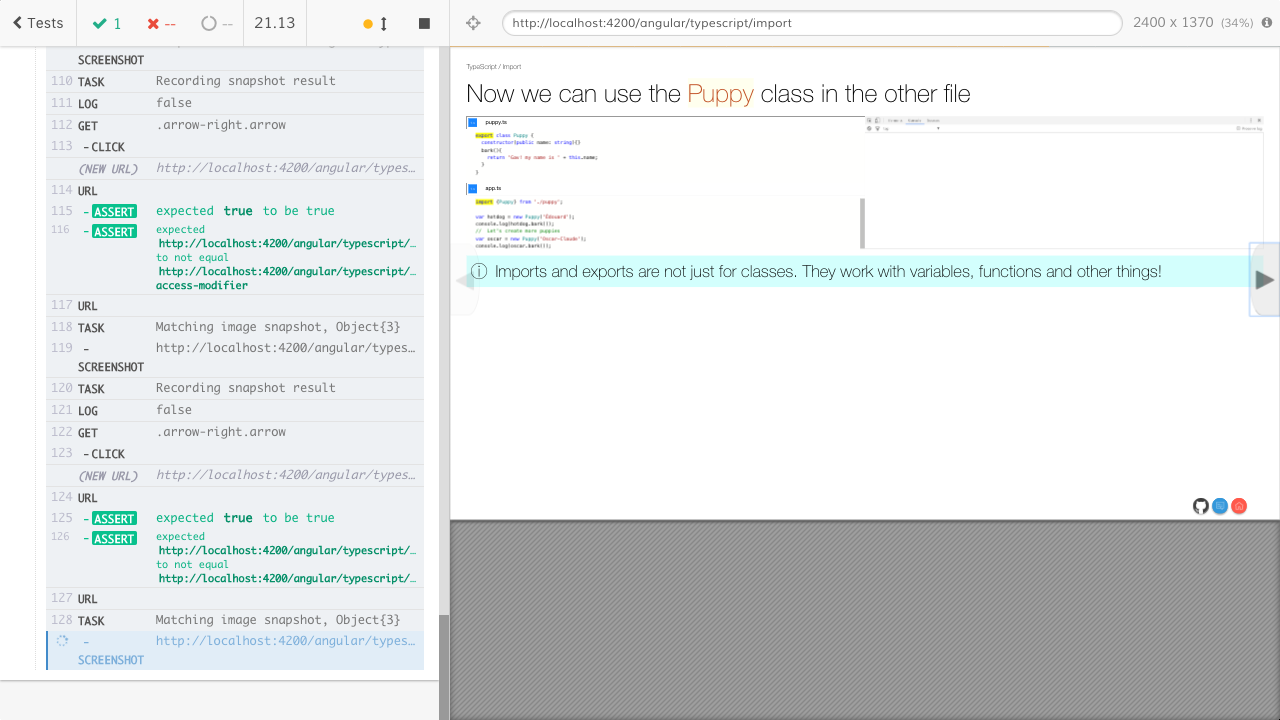 Tests
1
--
--
21.13
http://localhost:4200/angular/typescript/import
2400 x 1370 (34%)
SCREENSHOT
110 TASK Recording snapshot result
111 LOG false
112 GET .arrow-right.arrow
-CLICK
(NEW URL) http://localhost:4200/angular/types…
URL
-ASSERT expected true to be true
-ASSERT expected
http://localhost:4200/angular/typescript/…
to not equal
http://localhost:4200/angular/typescript/…
access-modifier
117 URL
118 TASK Matching image snapshot, Object{3}
119 - http://localhost:4200/angular/types…
SCREENSHOT
120 TASK Recording snapshot result
121 LOG false
122 GET .arrow-right.arrow
123 -CLICK
(NEW URL) http://localhost:4200/angular/types…
124 URL
125 -ASSERT expected true to be true
126 -ASSERT expected
http://localhost:4200/angular/typescript/…
to not equal
http://localhost:4200/angular/typescript/…
127 URL
128 TASK Matching image snapshot, Object{3}
- http://localhost:4200/angular/types…
SCREENSHOT
TypeScript / Import
Now we can use the Puppy class in the other file
puppy.ts
export class Puppy {
constructor(public name: string){}
bark(){
return "Gaw! my name is " + this.name;
}
}
app.ts
import {Puppy} from './puppy';
var hotdog = new Puppy('Édouard');
console.log(hotdog.bark());
// Let's create more puppies
var oscar = new Puppy('Oscar-Claude');
console.log(oscar.bark());
Imports and exports are not just for classes. They work with variables, functions and other things!